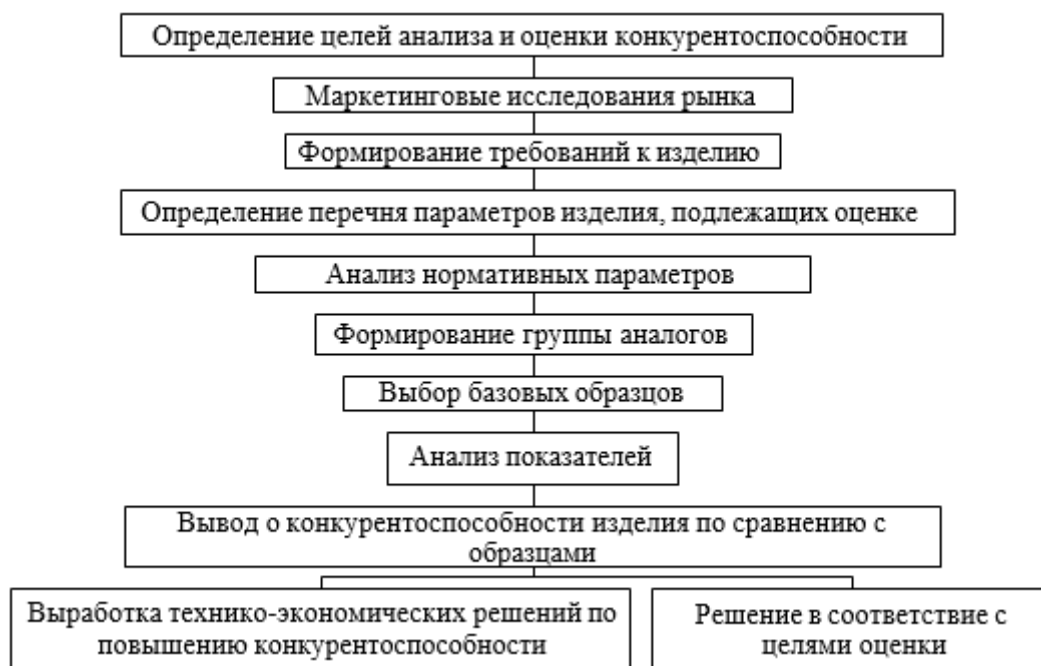 Определение целей анализа и оценки конкурентоспособности
Маркетинговые исследования рынка
Формирование требований к изделию
Определение перечня параметров изделия, подлежащих оценке
Анализ нормативных параметров
Формирование группы аналогов
Выбор базовых образцов
Анализ показателей
Вывод о конкурентоспособности изделия по сравнению с
образцами
Выработка технико-экономических решений по
повышению конкурентоспособности
Решение в соответствие с
целями оценки